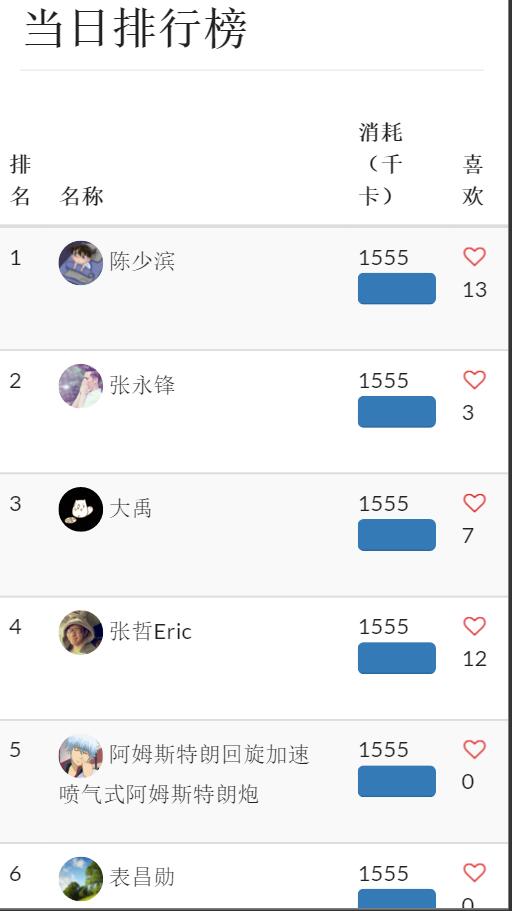 当日排行榜
排名 名称 消耗（千卡） 喜欢
1 陈少滨 1555
13
2 张永锋 1555
3
3 大禹 1555
7
4 张哲Eric 1555
12
5 阿姆斯特朗回旋加速 1555
喷气式阿姆斯特朗炮 0
6 表昌勋 1555
0